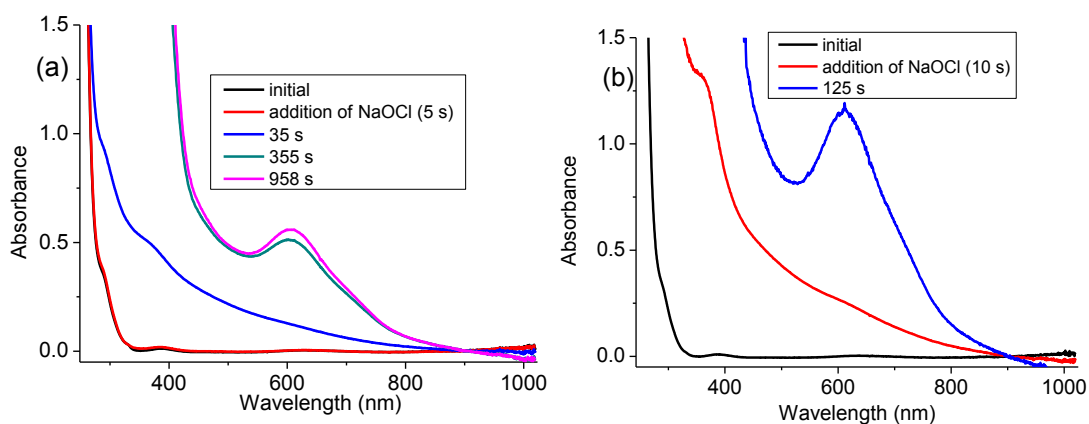 (a)
initial
addition of NaOCl (5 s)
35 s
355 s
958 s
1.5
1.0
0.5
0.0
Absorbance
400
600
800
1000
Wavelength (nm)
(b)
initial
addition of NaOCl (10 s)
125 s
1.5
1.0
0.5
0.0
Absorbance
400
600
800
1000
Wavelength (nm)